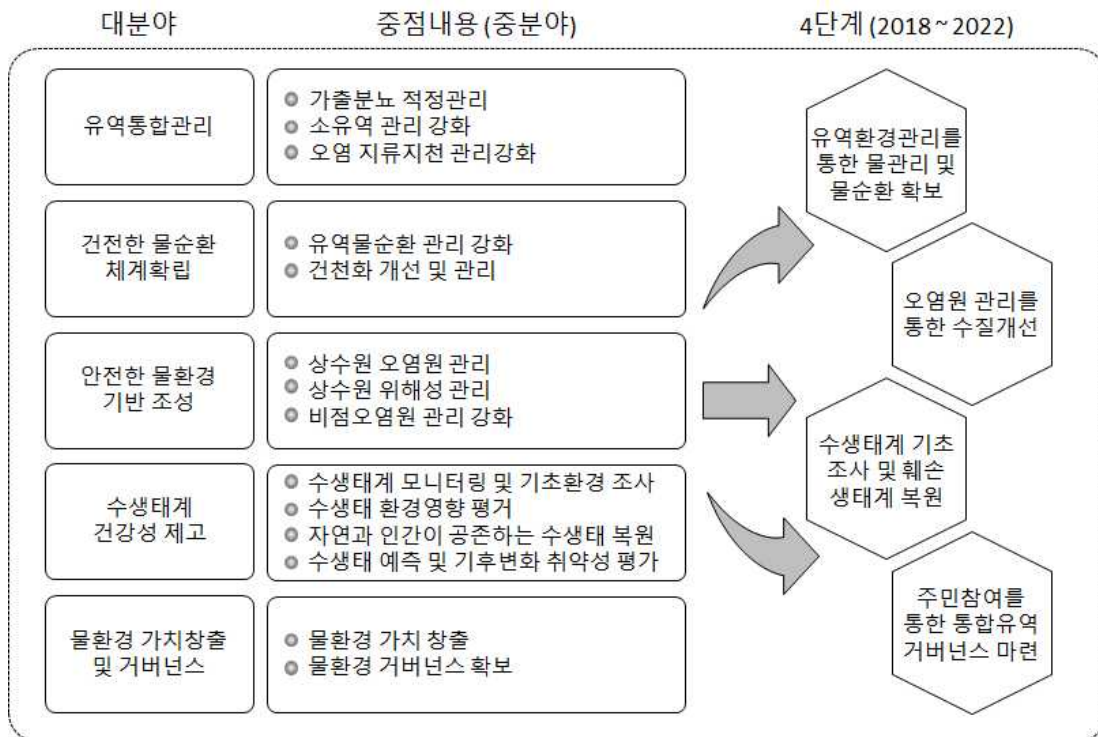 대분야
중점내용 (중분야)
4단계 (2018 ~ 2022)
유역통합관리
가출분뇨 적정관리
소유역 관리 강화
오염 지류지천 관리강화
건전한 물순환
체계확립
유역물순환 관리 강화
건천화 개선 및 관리
안전한 물환경
기반 조성
상수원 오염원 관리
상수원 위해성 관리
비점오염원 관리 강화
수생태계
건강성 제고
수생태계 모니터링 및 기초환경 조사
수생태 환경영향 평거
자연과 인간이 공존하는 수생태 복원
수생태 예측 및 기후변화 취약성 평가
물환경 가치창출
및 거버넌스
물환경 가치 창출
물환경 거버넌스 확보
유역환경관리를
통한 물관리 및
물순환 확보
오염원 관리를
통한 수질개선
수생태계 기초
조사 및 훼손
생태계 복원
주민참여를
통한 통합유역
거버넌스 마련